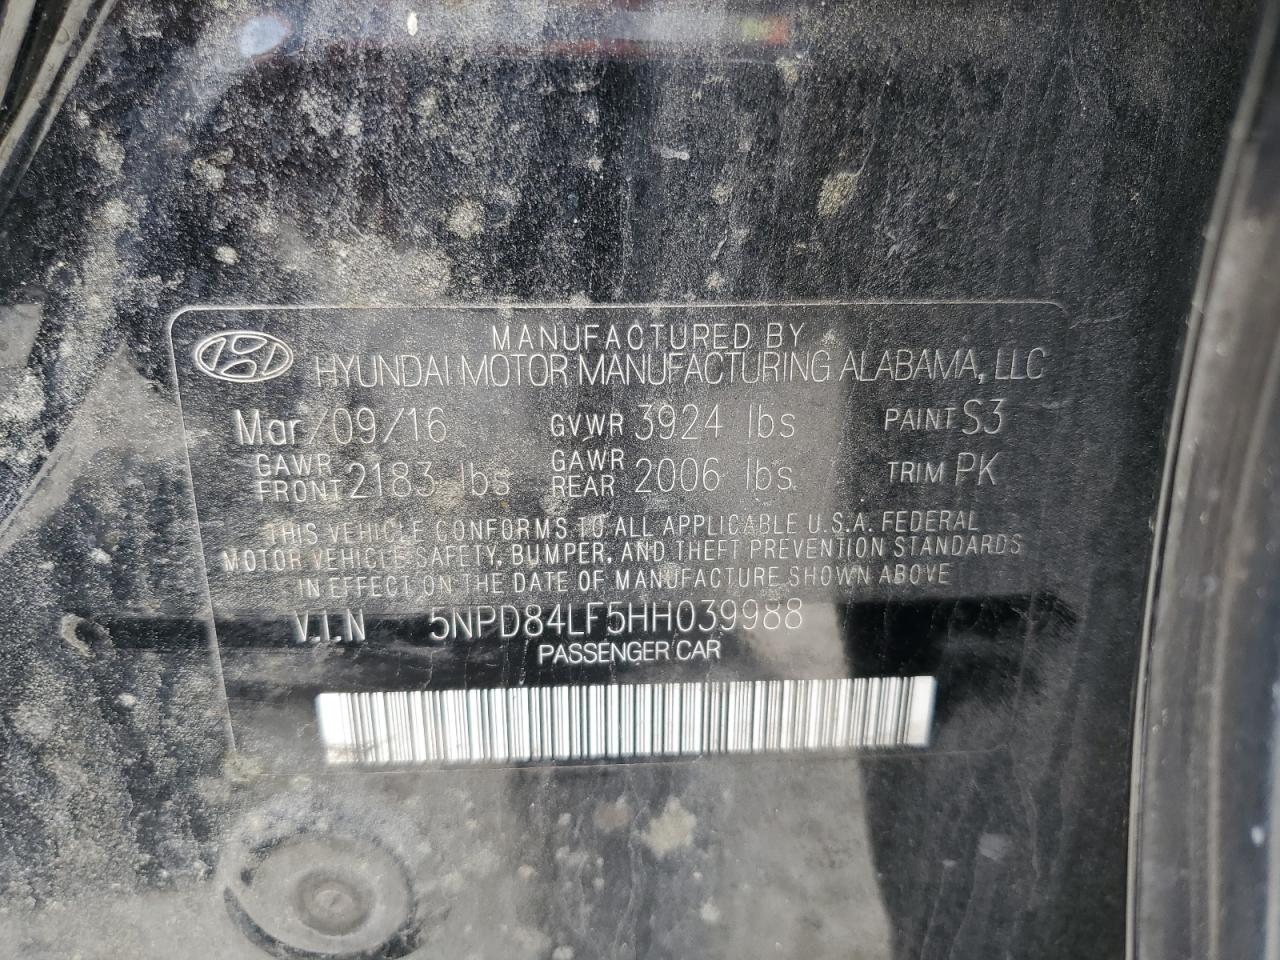 MANUFACTURED BY
HYUNDAI MOTOR MANUFACTURING ALABAMA, LLC
Mar/09/16 GVWR 3924 lbs PAINT S3
GAWR FRONT 2183 lbs GAWR REAR 2006 lbs TRIM PK
THIS VEHICLE CONFORMS TO ALL APPLICABLE U.S.A. FEDERAL
MOTOR VEHICLE SAFETY, BUMPER, AND THEFT PREVENTION STANDARDS
IN EFFECT ON THE DATE OF MANUFACTURE SHOWN ABOVE
V.I.N 5NPD84LF5HH039988
PASSENGER CAR